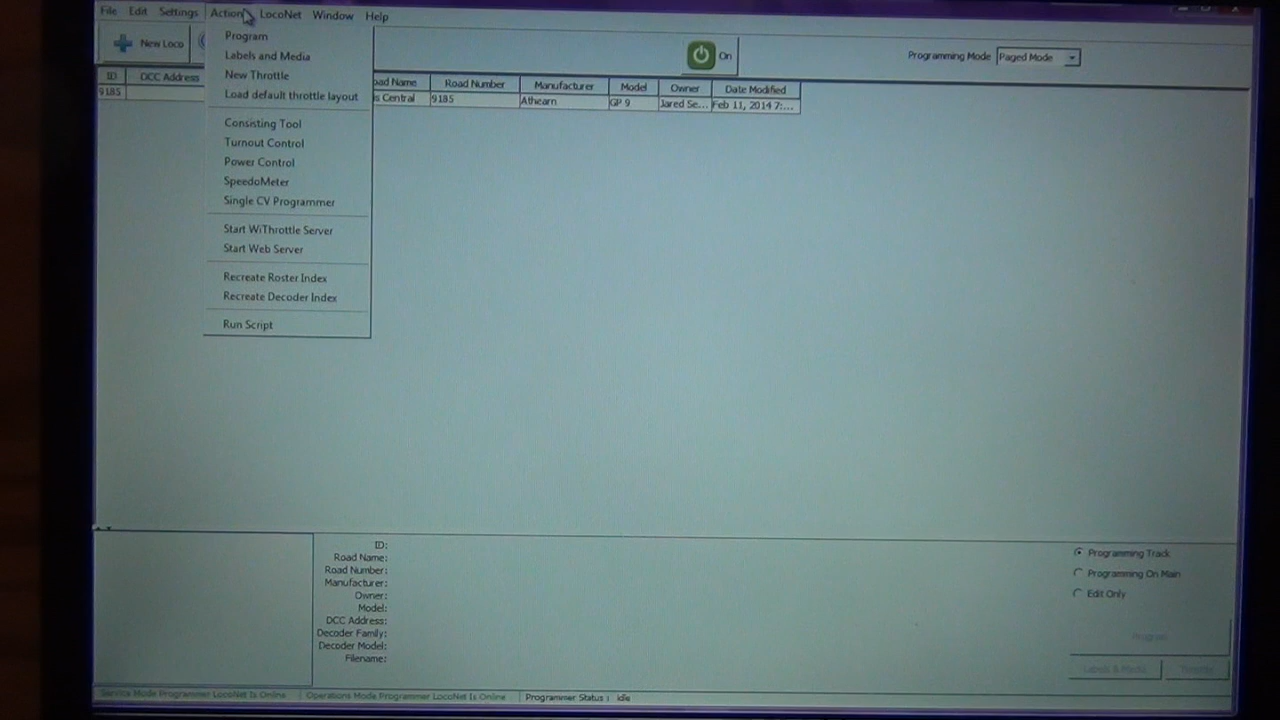 File Edit Settings Action LocoNet Window Help
New Loco
On
Programming Mode Paged Mode
ID DCC Address oad Name Road Number Manufacturer Model Owner Date Modified
9185 s Central 9185 Athearn GP 9 Jared Se... Feb 11, 2014 7:...
Program
Labels and Media
New Throttle
Load default throttle layout
Consisting Tool
Turnout Control
Power Control
SpeedoMeter
Single CV Programmer
Start WiThrottle Server
Start Web Server
Recreate Roster Index
Recreate Decoder Index
Run Script
ID:
Road Name:
Road Number:
Manufacturer:
Owner:
Model:
DCC Address:
Decoder Family:
Decoder Model:
Filename:
Programming Track
Programming On Main
Edit Only
Program
Labels & Media Throttle
Service Mode Programmer LocoNet Is Online Operations Mode Programmer LocoNet Is Online Programmer Status : idle